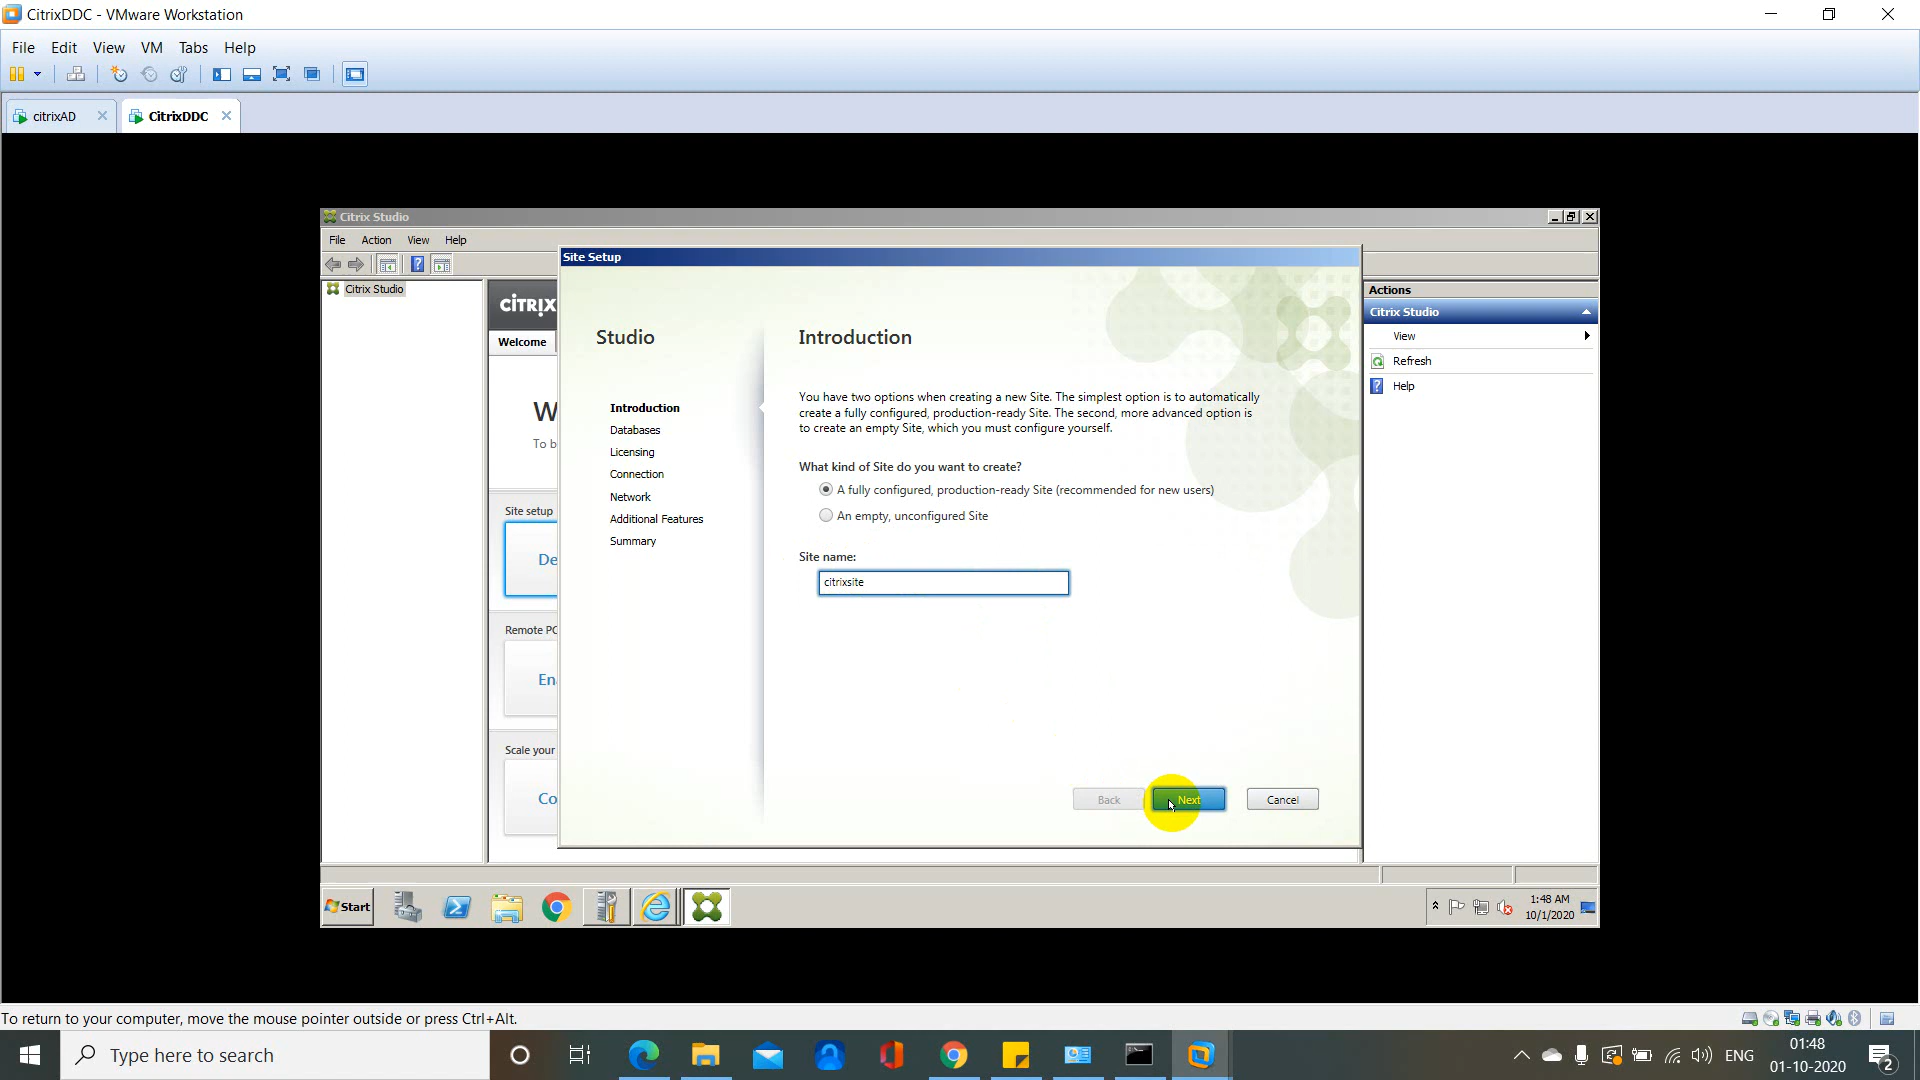 CitrixDDC - VMware Workstation
File Edit View VM Tabs Help
citrixAD CitrixDDC
Citrix Studio
File Action View Help
Site Setup
Citrix Studio
CİTRIX
Welcome
W
To b
Site setup
De
Remote PC
En
Scale your
Co
Studio
Introduction
Databases
Licensing
Connection
Network
Additional Features
Summary
Introduction
You have two options when creating a new Site. The simplest option is to automatically
create a fully configured, production-ready Site. The second, more advanced option is
to create an empty Site, which you must configure yourself.
What kind of Site do you want to create?
A fully configured, production-ready Site (recommended for new users)
An empty, unconfigured Site
Site name:
citrixsite
Back Next Cancel
Actions
Citrix Studio
View
Refresh
Help
Start
1:48 AM
10/1/2020
To return to your computer, move the mouse pointer outside or press Ctrl+Alt.
Type here to search
ENG
01:48
01-10-2020
2